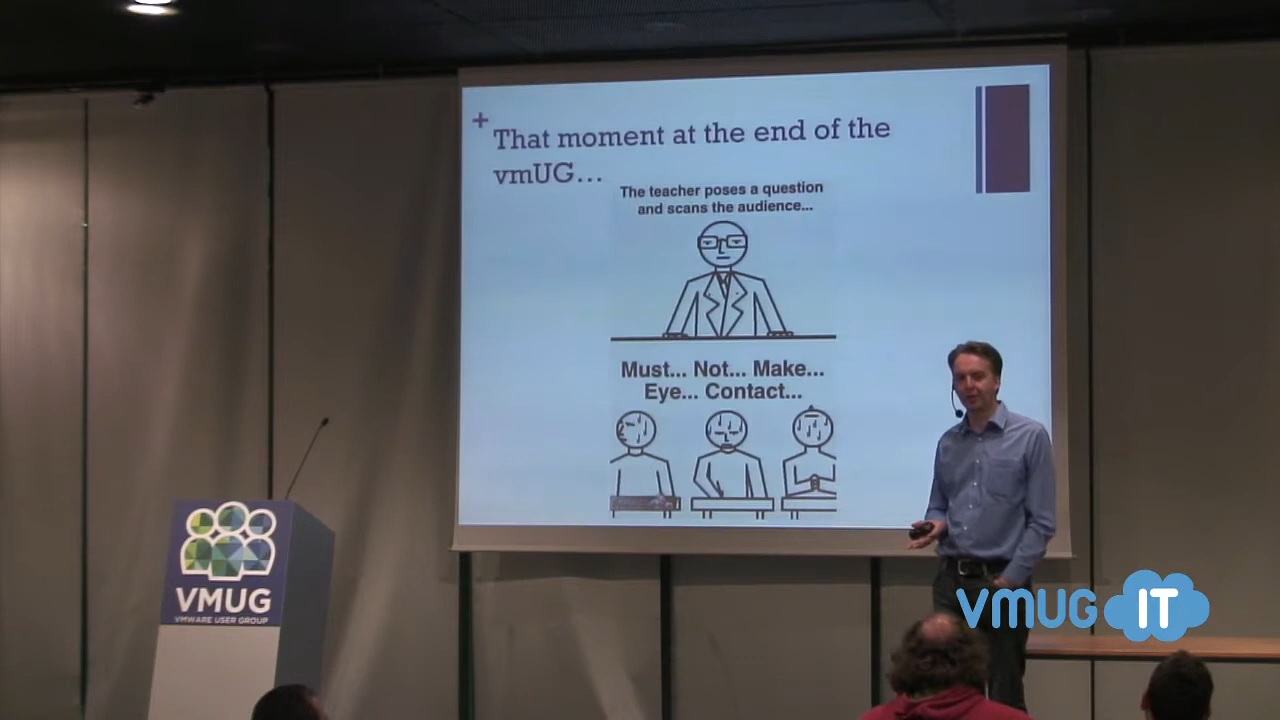 +
That moment at the end of the
vmUG...
The teacher poses a question
and scans the audience...
Must... Not... Make...
Eye... Contact...
VMUG
VMWARE USER GROUP
vmUG IT